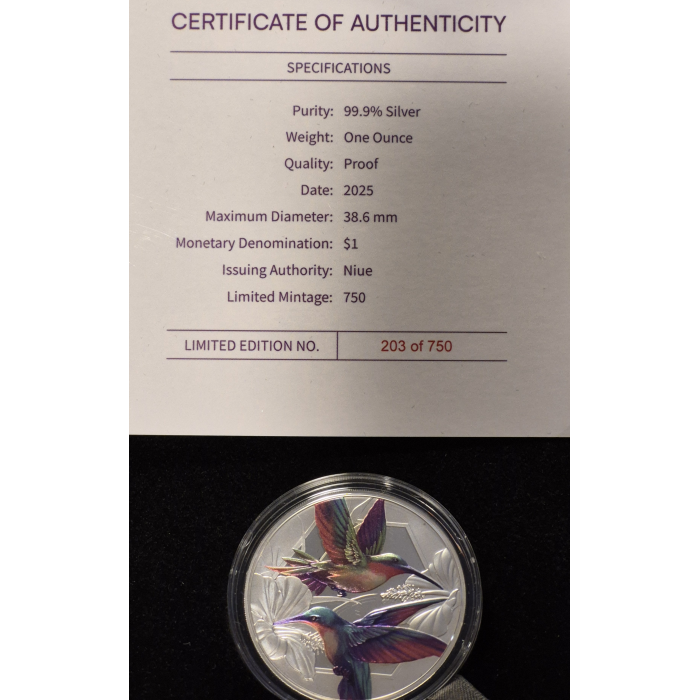 CERTIFICATE OF AUTHENTICITY
SPECIFICATIONS
Purity: 99.9% Silver
Weight: One Ounce
Quality: Proof
Date: 2025
Maximum Diameter: 38.6 mm
Monetary Denomination: $1
Issuing Authority: Niue
Limited Mintage: 750
LIMITED EDITION NO. 203 of 750